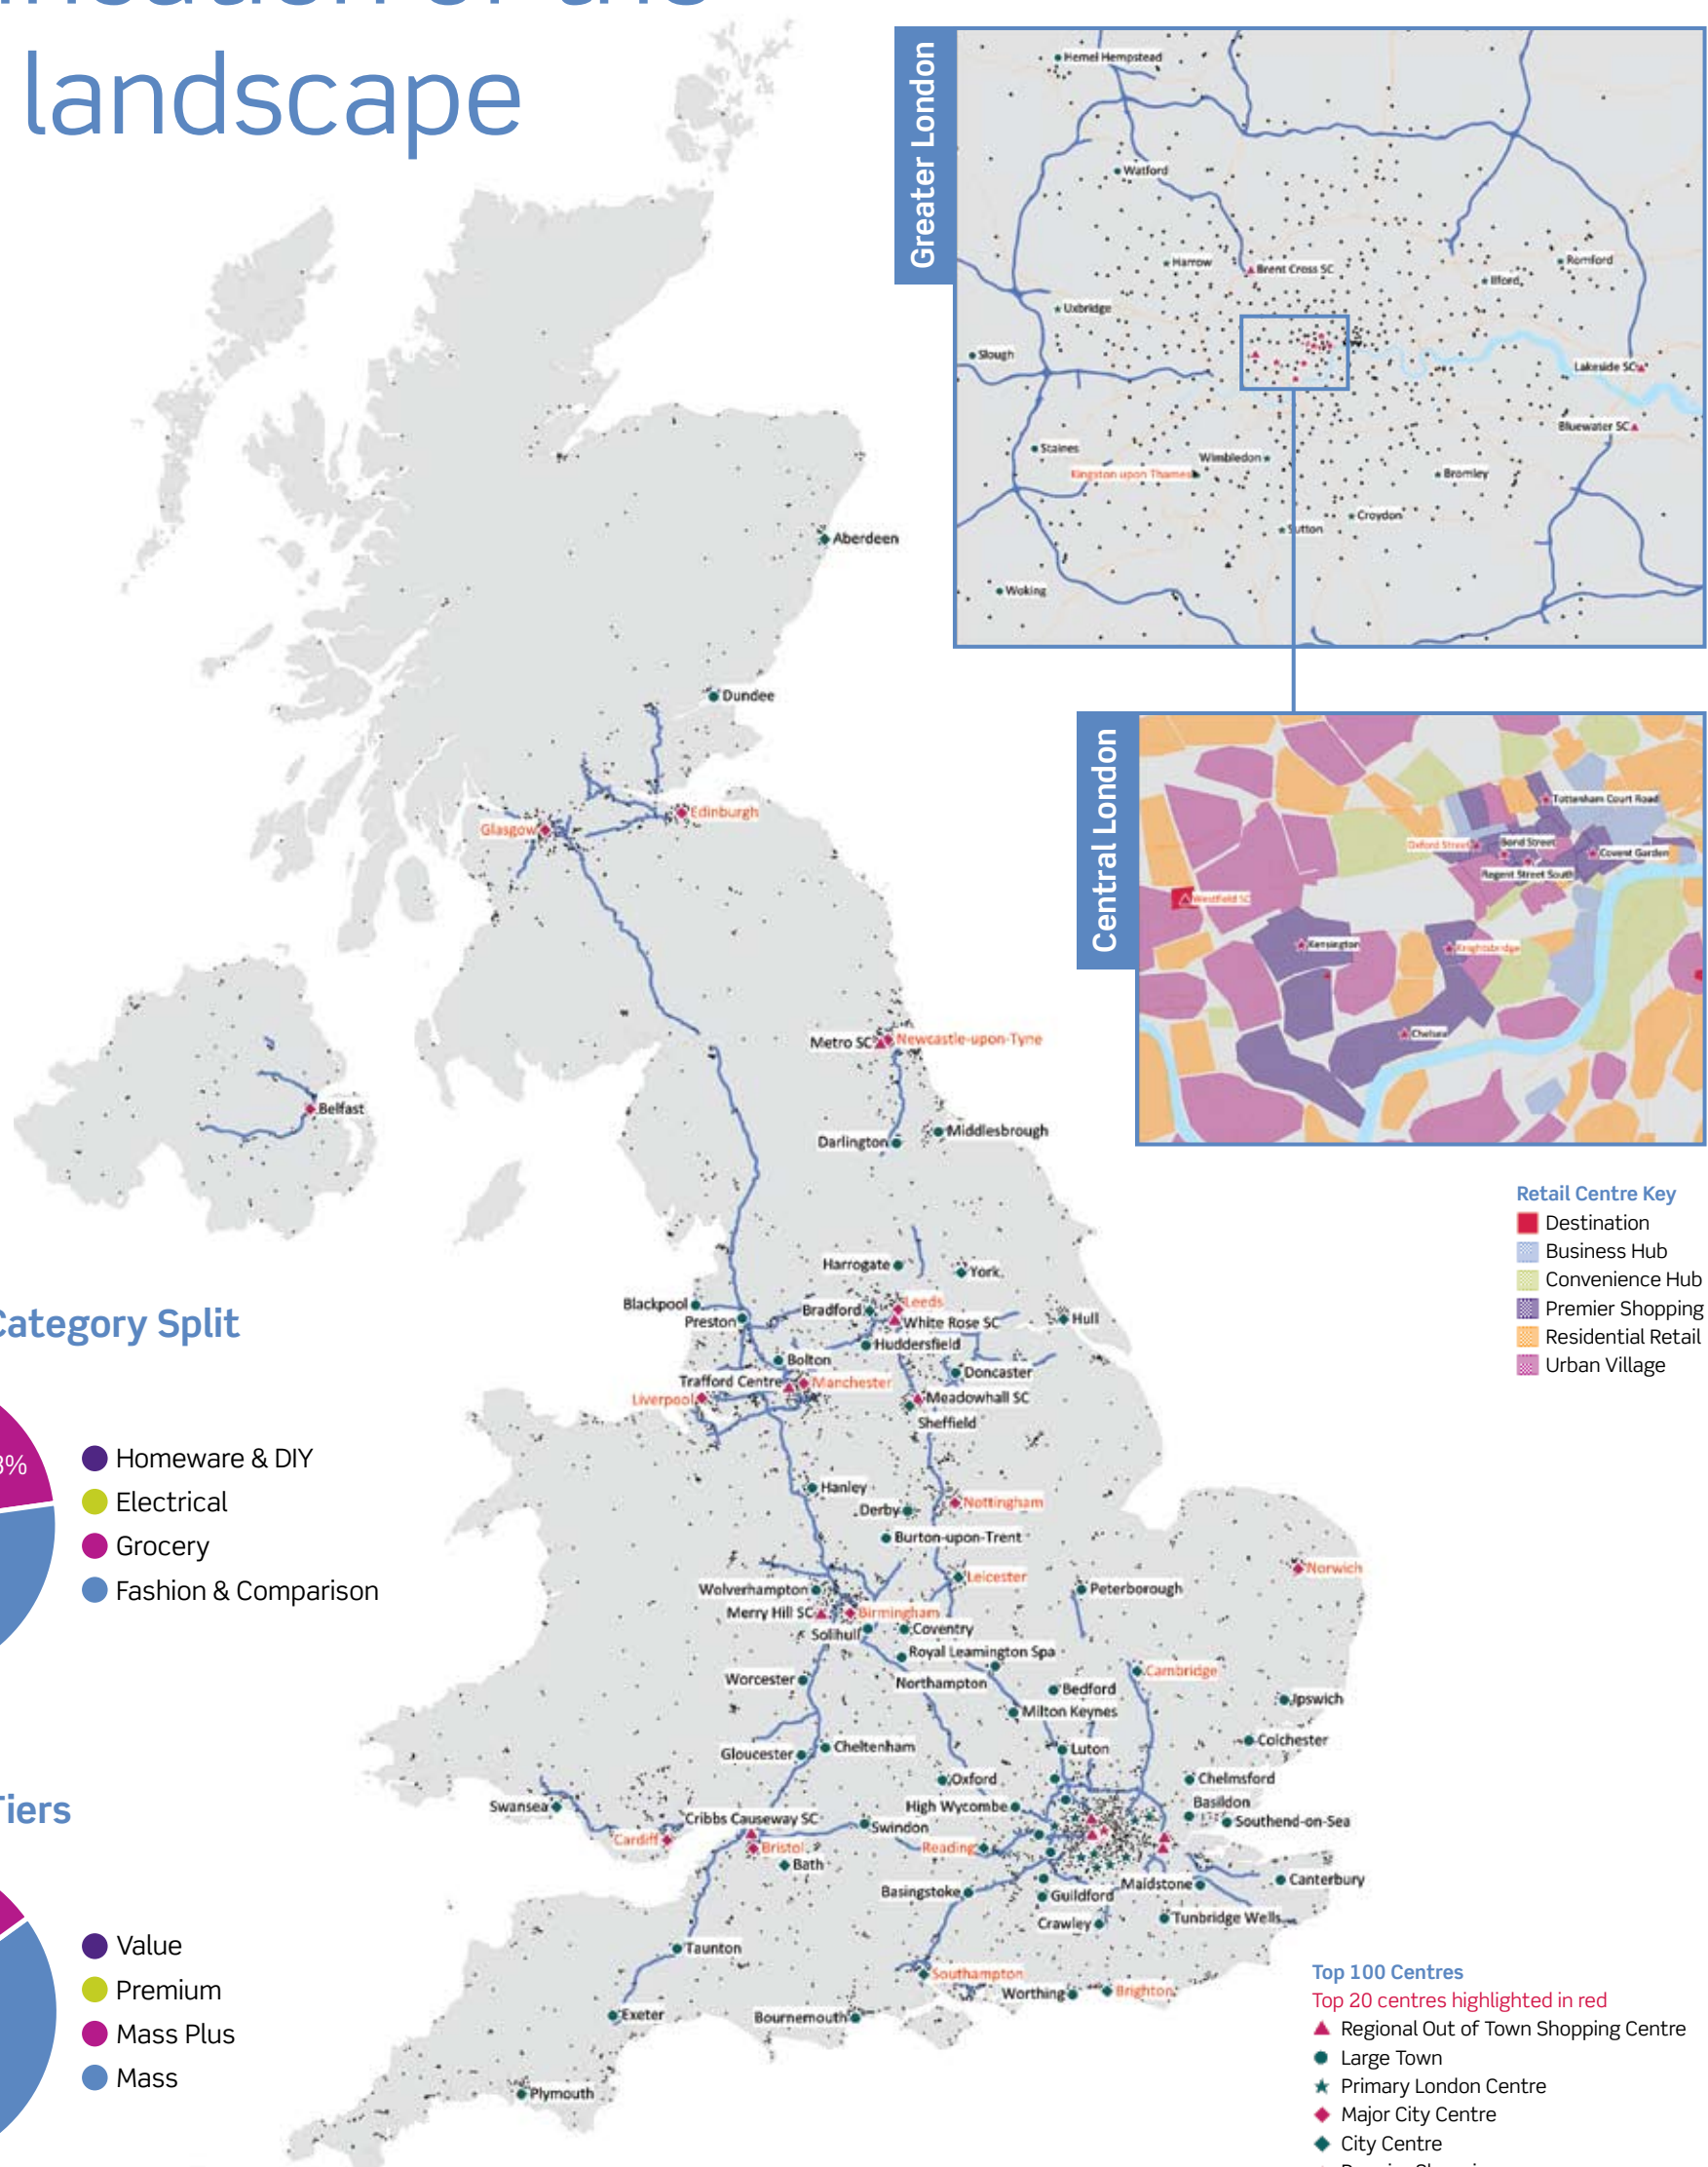 landscape
Greater London
Hemel Hempstead
Watford
Harrow
Brent Cross SC
Romford
Ilford
Uxbridge
Slough
Lakeside SC
Bluewater SC
Staines
Wimbledon
Kingston upon Thames
Bromley
Croydon
Sutton
Woking
Central London
Tottenham Court Road
Oxford Street
Bond Street
Covent Garden
Regent Street South
Westfield SC
Kensington
Knightsbridge
Chelsea
Retail Centre Key
Destination
Business Hub
Convenience Hub
Premier Shopping
Residential Retail
Urban Village
Aberdeen
Dundee
Edinburgh
Glasgow
Metro SC
Newcastle-upon-Tyne
Belfast
Darlington
Middlesbrough
Harrogate
York
Blackpool
Preston
Bradford
Leeds
White Rose SC
Hull
Huddersfield
Bolton
Doncaster
Trafford Centre
Manchester
Liverpool
Meadowhall SC
Sheffield
Hanley
Derby
Nottingham
Burton-upon-Trent
Norwich
Leicester
Wolverhampton
Peterborough
Merry Hill SC
Birmingham
Solihull
Coventry
Royal Leamington Spa
Worcester
Northampton
Cambridge
Bedford
Ipswich
Milton Keynes
Colchester
Gloucester
Cheltenham
Luton
Oxford
Chelmsford
Swansea
High Wycombe
Basildon
Cribbs Causeway SC
Swindon
Southend-on-Sea
Cardiff
Bristol
Reading
Bath
Canterbury
Basingstoke
Maidstone
Guildford
Crawley
Tunbridge Wells
Taunton
Southampton
Worthing
Brighton
Exeter
Bournemouth
Plymouth
Category Split
Homeware & DIY
Electrical
Grocery
Fashion & Comparison
Tiers
Value
Premium
Mass Plus
Mass
Top 100 Centres
Top 20 centres highlighted in red
Regional Out of Town Shopping Centre
Large Town
Primary London Centre
Major City Centre
City Centre